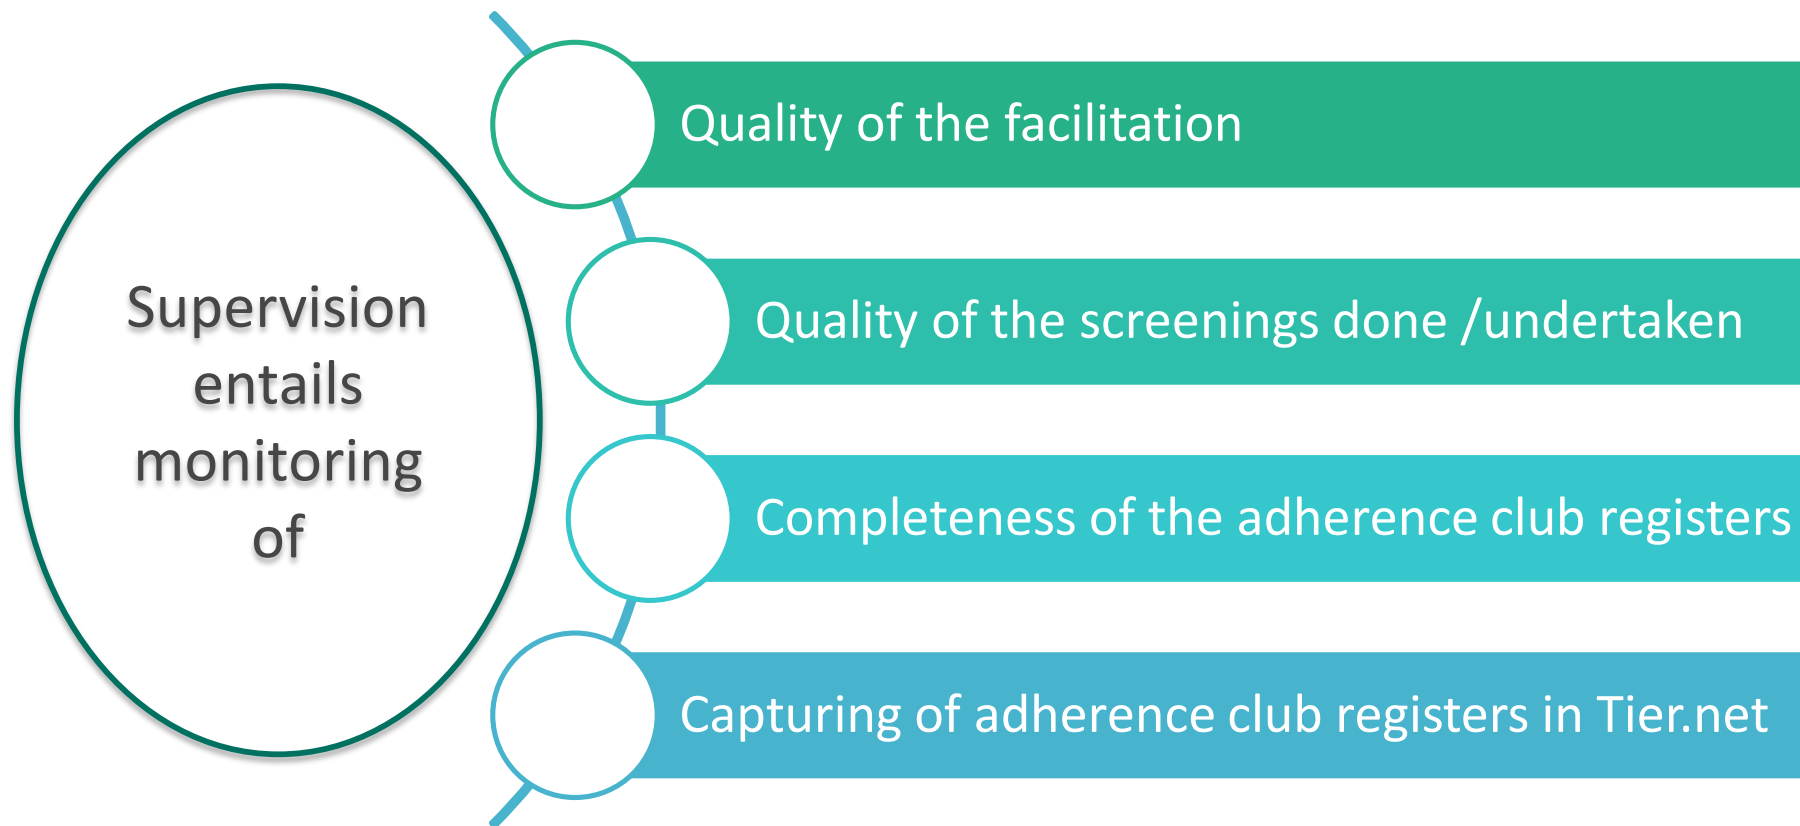 Supervision
entails
monitoring
of
Quality of the facilitation
Quality of the screenings done /undertaken
Completeness of the adherence club registers
Capturing of adherence club registers in Tier.net